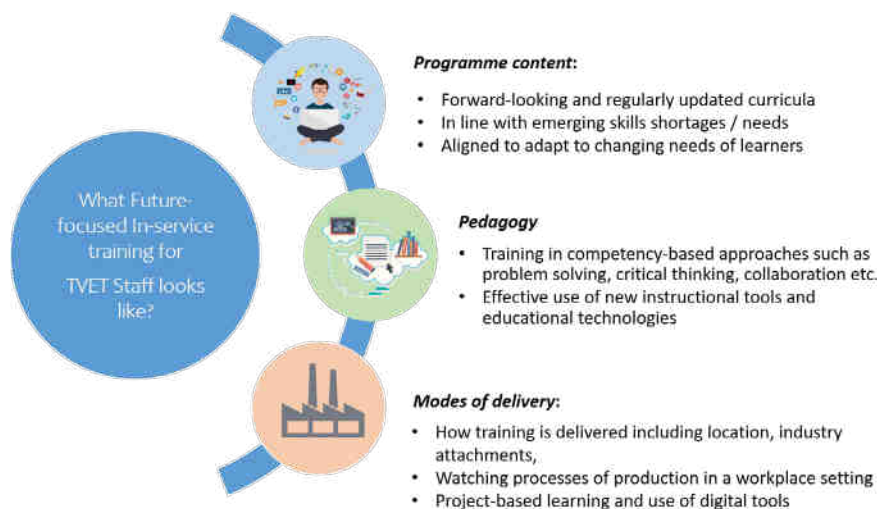 What Future-
focused In-service
training for
TVET Staff looks
like?
Programme content:
• Forward-looking and regularly updated curricula
• In line with emerging skills shortages / needs
• Aligned to adapt to changing needs of learners
Pedagogy
• Training in competency-based approaches such as
problem solving, critical thinking, collaboration etc.
• Effective use of new instructional tools and
educational technologies
Modes of delivery:
• How training is delivered including location, industry
attachments,
• Watching processes of production in a workplace setting
• Project-based learning and use of digital tools